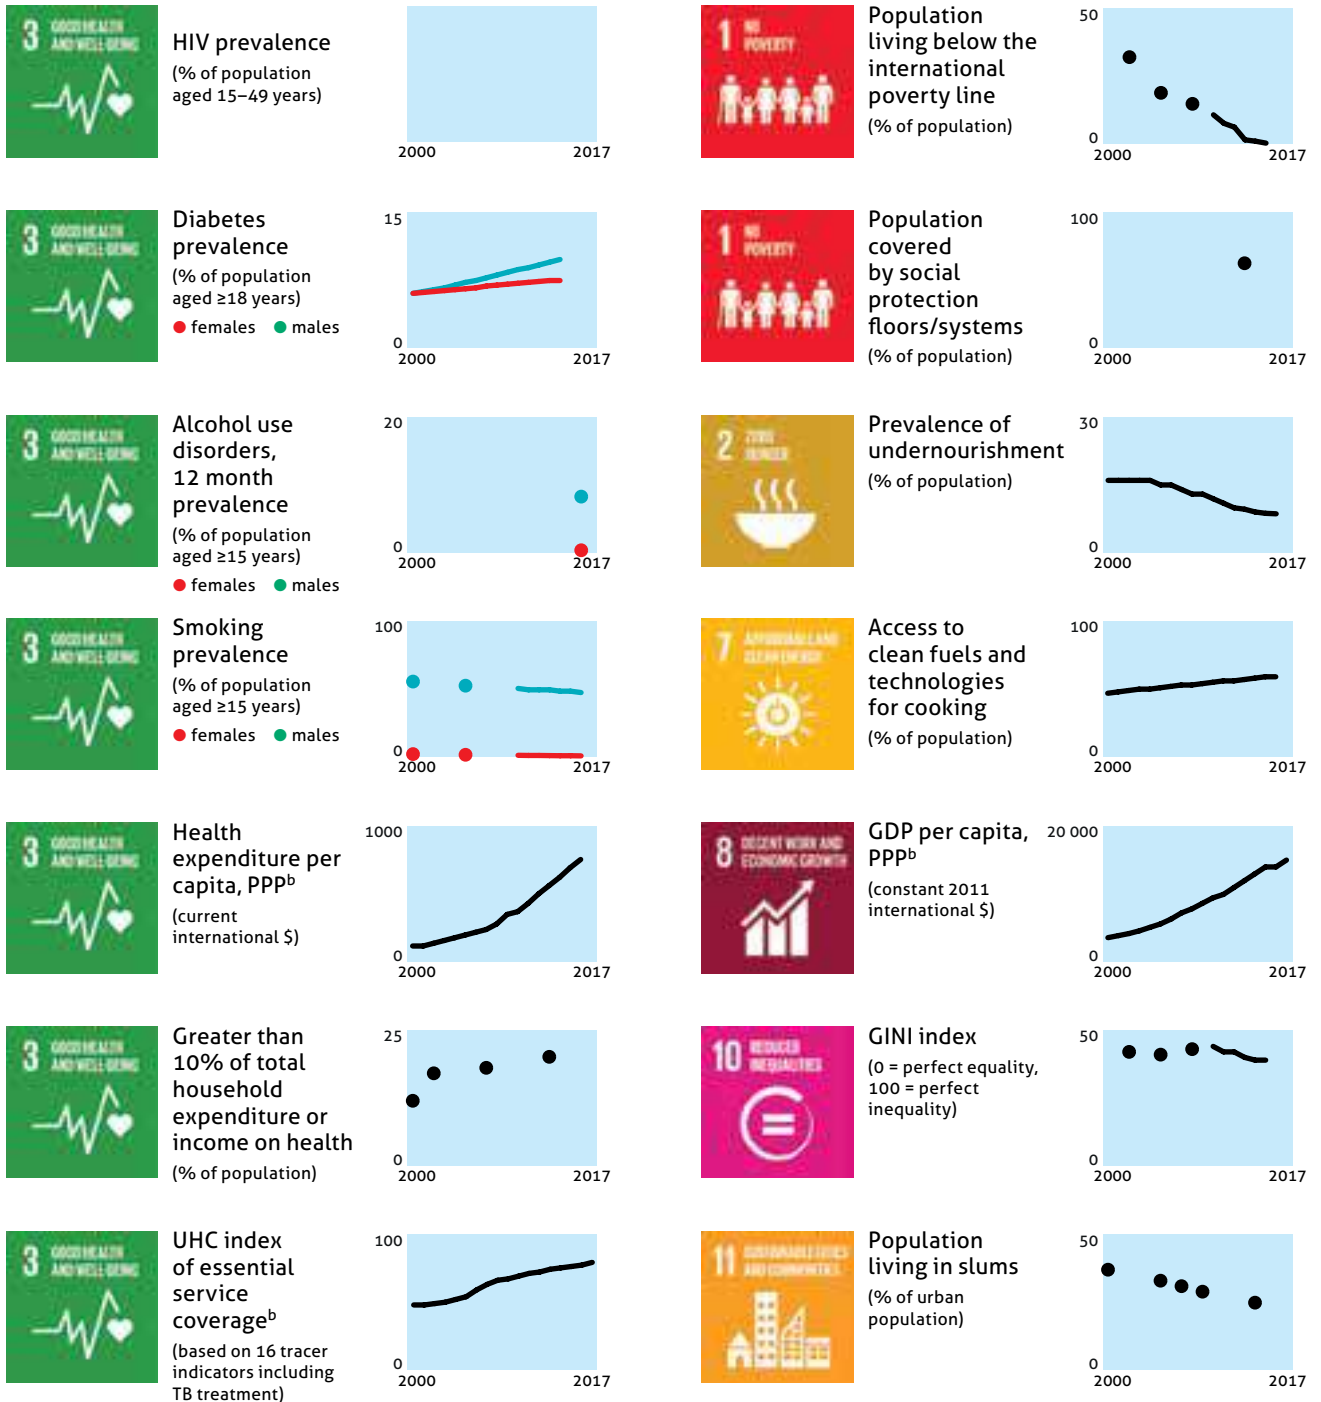 3 GOOD HEALTH
AND WELL-BEING
HIV prevalence
(% of population
aged 15–49 years)
2000 2017
3 GOOD HEALTH
AND WELL-BEING
Diabetes
prevalence
(% of population
aged ≥18 years)
females males
15
0
2000 2017
3 GOOD HEALTH
AND WELL-BEING
Alcohol use
disorders,
12 month
prevalence
(% of population
aged ≥15 years)
females males
20
0
2000 2017
3 GOOD HEALTH
AND WELL-BEING
Smoking
prevalence
(% of population
aged ≥15 years)
females males
100
0
2000 2017
3 GOOD HEALTH
AND WELL-BEING
Health
expenditure per
capita, PPPᵇ
(current
international $)
1000
0
2000 2017
3 GOOD HEALTH
AND WELL-BEING
Greater than
10% of total
household
expenditure or
income on health
(% of population)
25
0
2000 2017
3 GOOD HEALTH
AND WELL-BEING
UHC index
of essential
service
coverageᵇ
(based on 16 tracer
indicators including
TB treatment)
100
0
2000 2017
1 NO
POVERTY
Population
living below the
international
poverty line
(% of population)
50
0
2000 2017
1 NO
POVERTY
Population
covered
by social
protection
floors/systems
(% of population)
100
0
2000 2017
2 ZERO
HUNGER
Prevalence of
undernourishment
(% of population)
30
0
2000 2017
7 AFFORDABLE AND
CLEAN ENERGY
Access to
clean fuels and
technologies
for cooking
(% of population)
100
0
2000 2017
8 DECENT WORK AND
ECONOMIC GROWTH
GDP per capita,
PPPᵇ
(constant 2011
international $)
20 000
0
2000 2017
10 REDUCED
INEQUALITIES
GINI index
(0 = perfect equality,
100 = perfect
inequality)
50
0
2000 2017
11 SUSTAINABLE CITIES
AND COMMUNITIES
Population
living in slums
(% of urban
population)
50
0
2000 2017